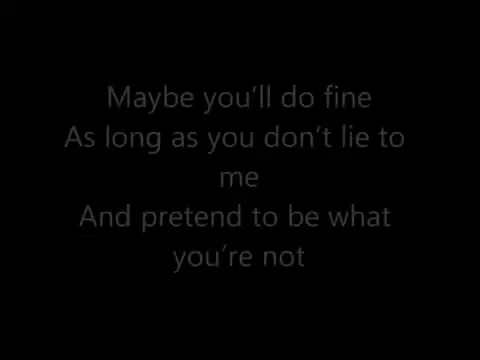 Maybe you’ll do fine
As long as you don’t lie to
me
And pretend to be what
you’re not